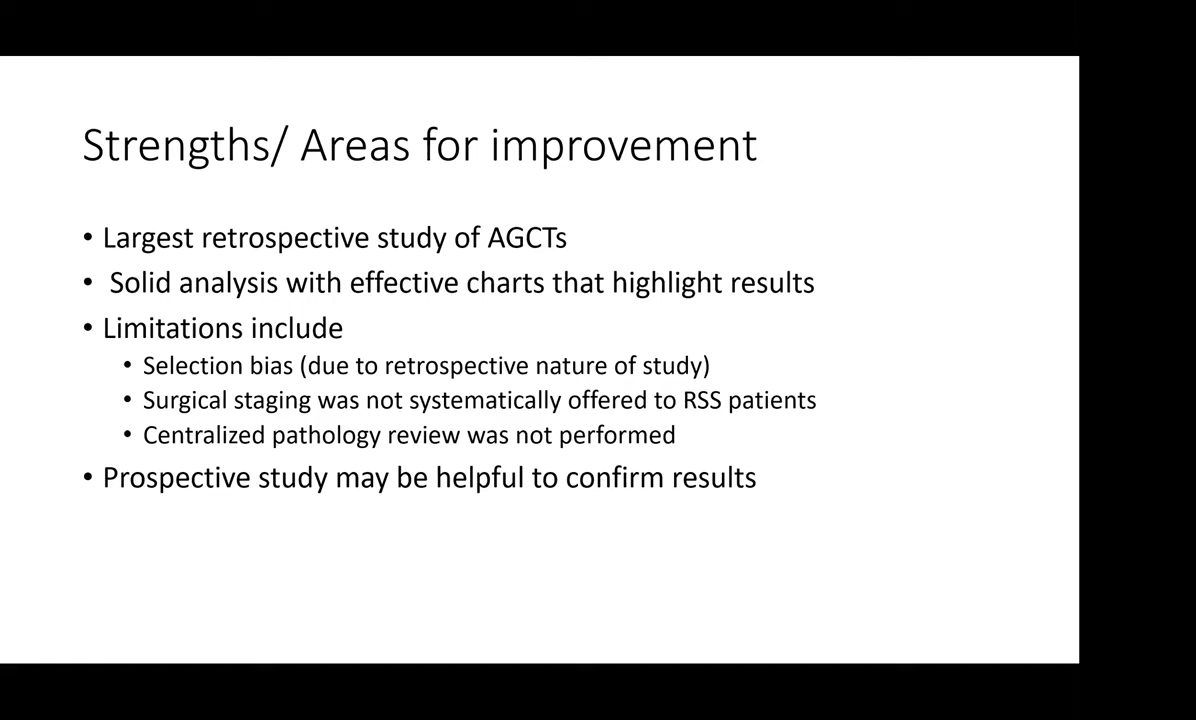 Strengths/ Areas for improvement
• Largest retrospective study of AGCTs
• Solid analysis with effective charts that highlight results
• Limitations include
• Selection bias (due to retrospective nature of study)
• Surgical staging was not systematically offered to RSS patients
• Centralized pathology review was not performed
• Prospective study may be helpful to confirm results